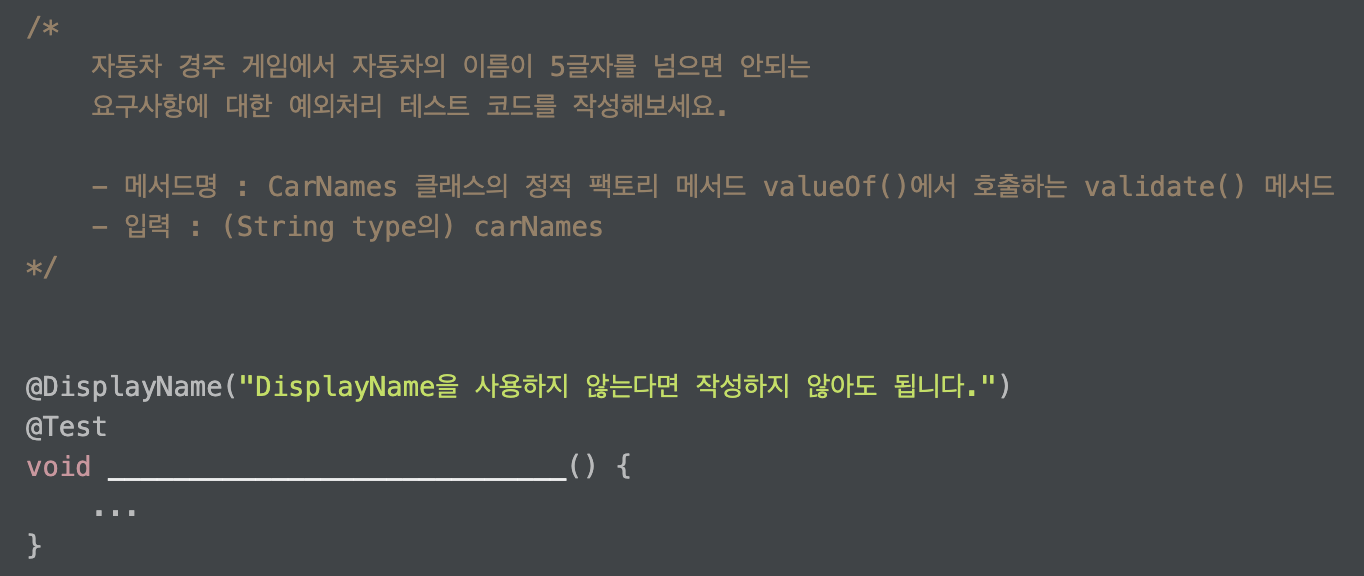 /*
자동차 경주 게임에서 자동차의 이름이 5글자를 넘으면 안되는
요구사항에 대한 예외처리 테스트 코드를 작성해보세요.
- 메서드명 : CarNames 클래스의 정적 팩토리 메서드 valueOf()에서 호출하는 validate() 메서드
- 입력 : (String type의) carNames
*/
@DisplayName("DisplayName을 사용하지 않는다면 작성하지 않아도 됩니다.")
@Test
void ____________________________() {
...
}